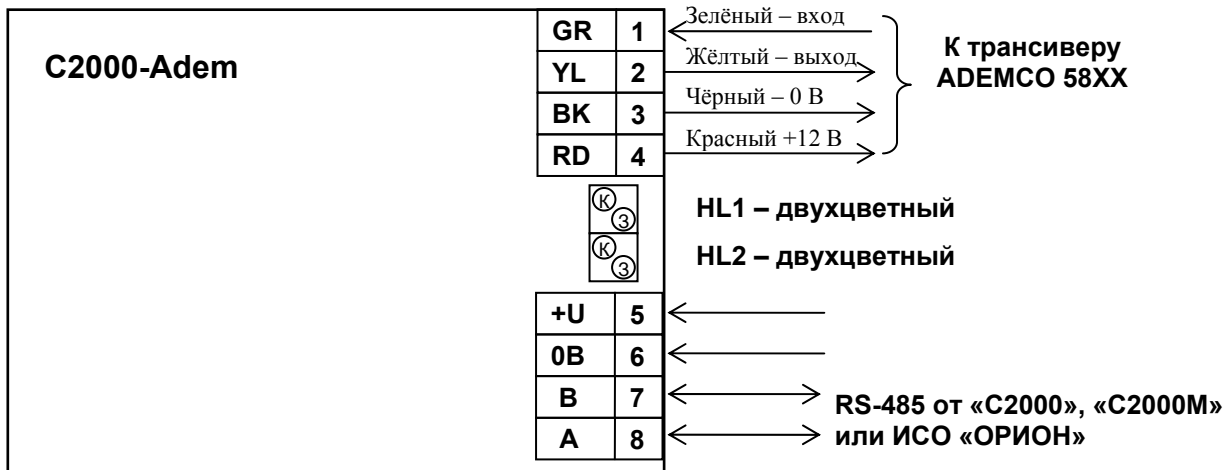 C2000-Adem
GR 1 Зелёный – вход
YL 2 Жёлтый – выход
BK 3 Чёрный – 0 В
RD 4 Красный +12 В
К трансиверу
ADEMCO 58XX
К
З
HL1 – двухцветный
К
З
HL2 – двухцветный
+U 5
0В 6
B 7
A 8
RS-485 от «С2000», «С2000М»
или ИСО «ОРИОН»